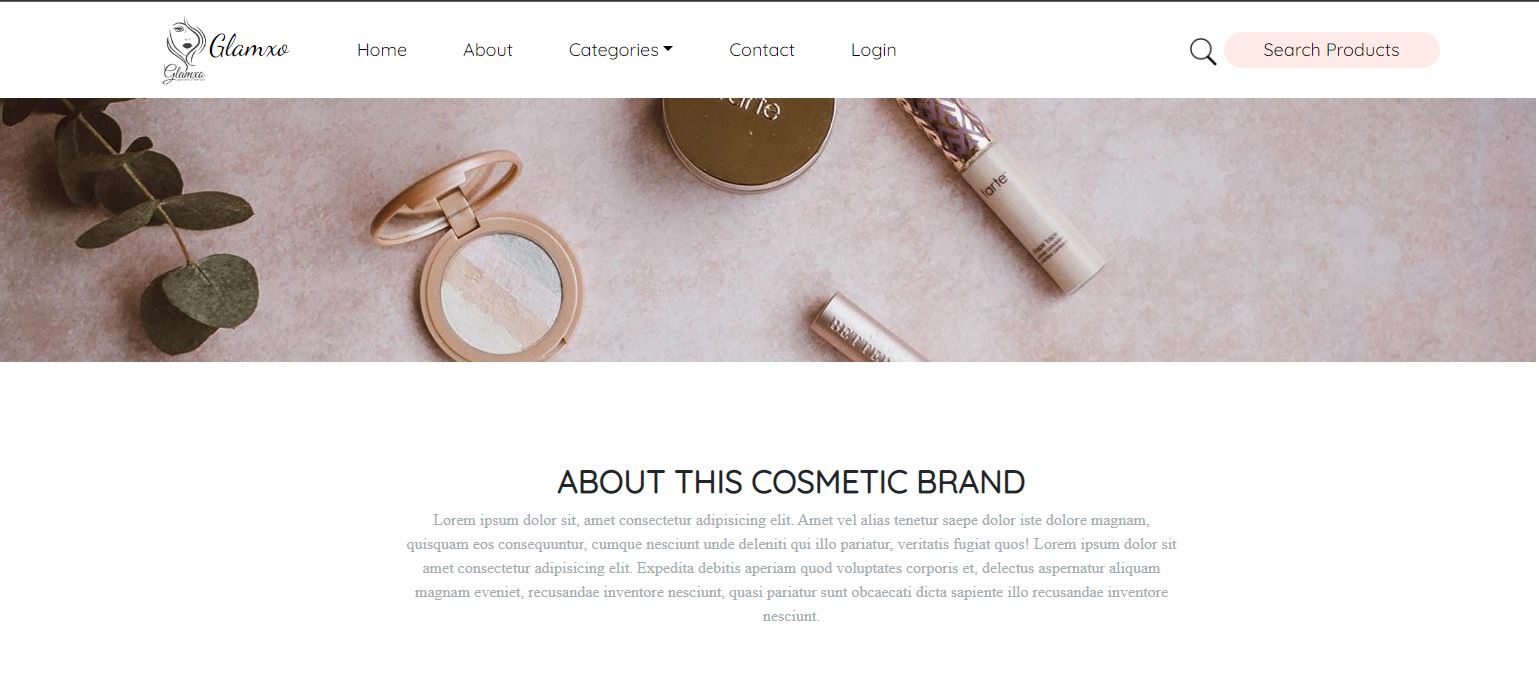 Glamxo
Glamxo
Home About Categories Contact Login
Search Products
tarte
tarte
BETTER
ABOUT THIS COSMETIC BRAND
Lorem ipsum dolor sit, amet consectetur adipisicing elit. Amet vel alias tenetur saepe dolor iste dolore magnam,
quisquam eos consequuntur, cumque nesciunt unde deleniti qui illo pariatur, veritatis fugiat quos! Lorem ipsum dolor sit
amet consectetur adipisicing elit. Expedita debitis aperiam quod voluptates corporis et, delectus aspernatur aliquam
magnam eveniet, recusandae inventore nesciunt, quasi pariatur sunt obcaecati dicta sapiente illo recusandae inventore
nesciunt.